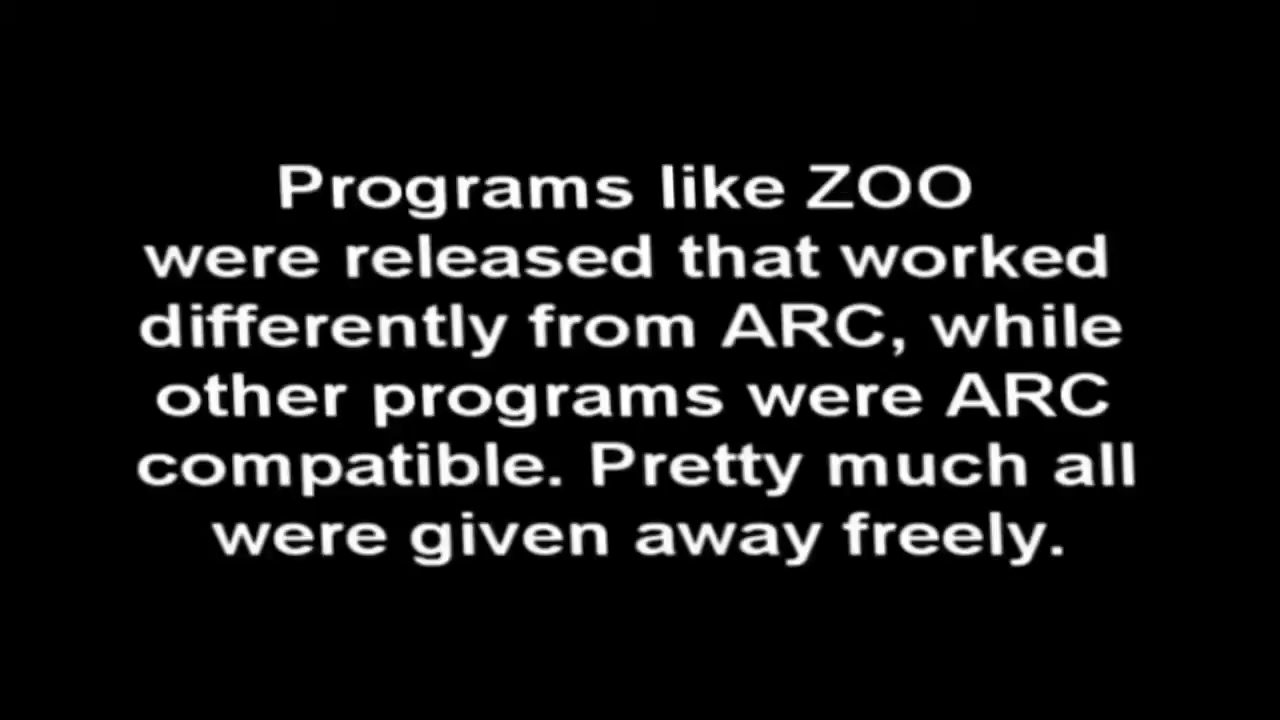 Programs like ZOO
were released that worked
differently from ARC, while
other programs were ARC
compatible. Pretty much all
were given away freely.